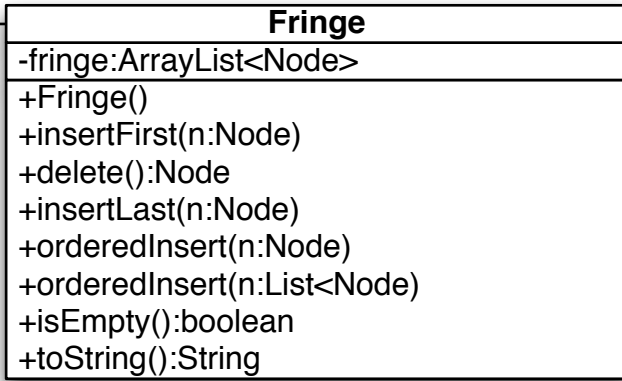 Fringe
-fringe:ArrayList<Node>
+Fringe()
+insertFirst(n:Node)
+delete():Node
+insertLast(n:Node)
+orderedInsert(n:Node)
+orderedInsert(n:List<Node)
+isEmpty():boolean
+toString():String